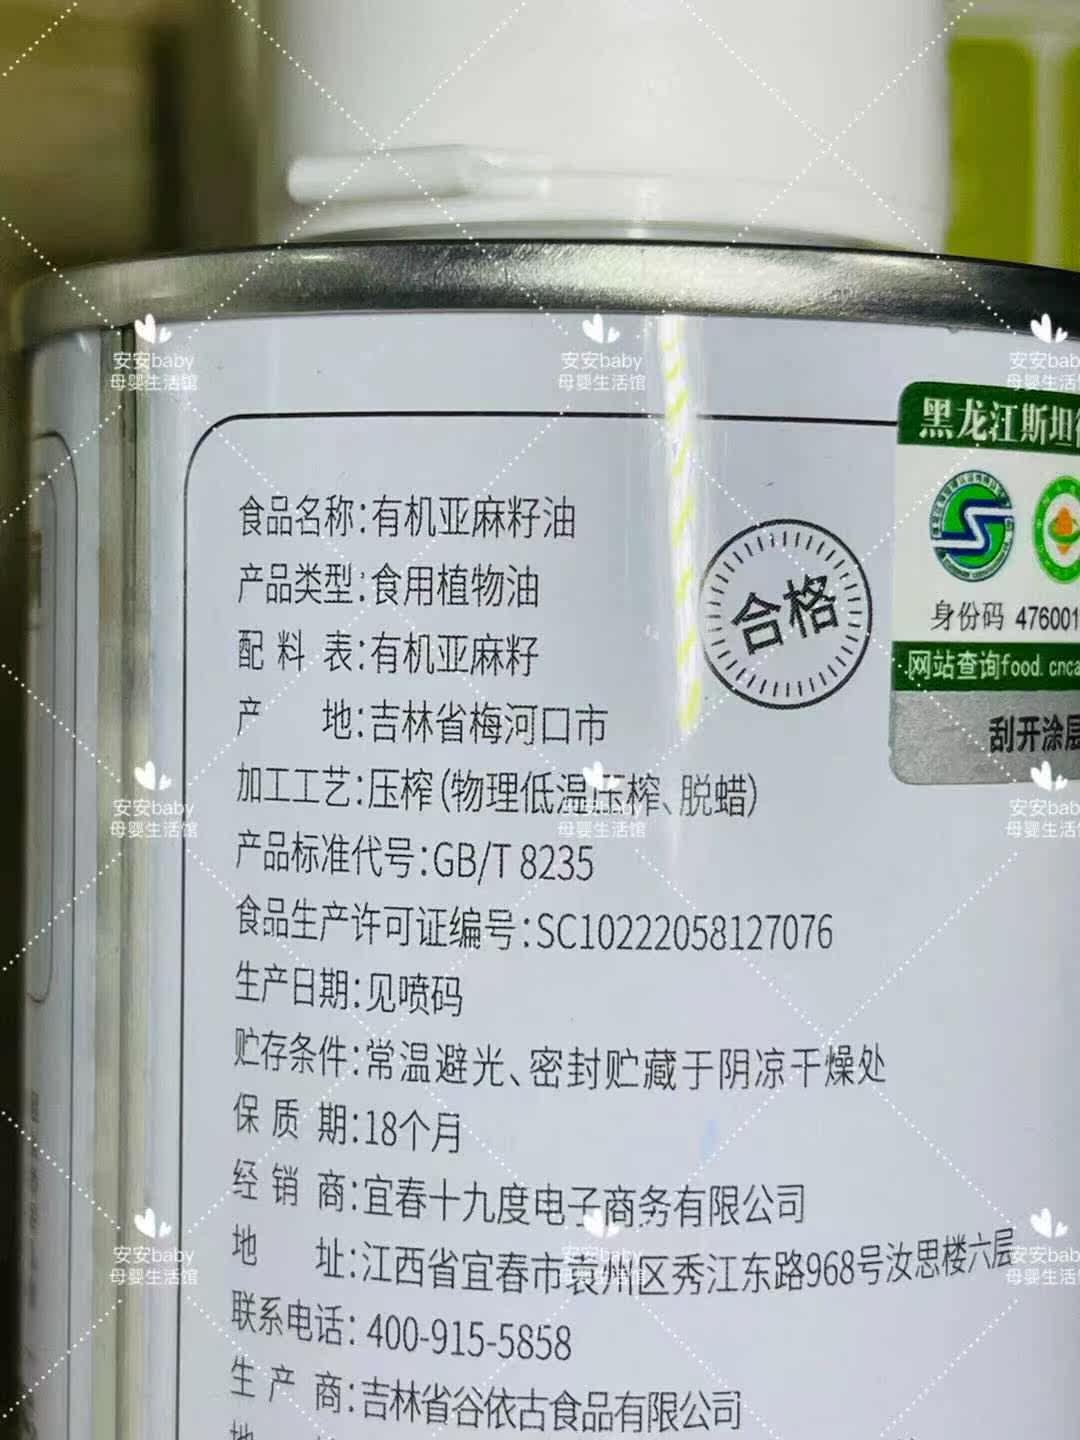 食品名称:有机亚麻籽油
产品类型:食用植物油
配料表:有机亚麻籽
产地:吉林省梅河口市
加工工艺:压榨(物理低温压榨、脱蜡)
产品标准代号:GB/T 8235
食品生产许可证编号:SC10222058127076
生产日期:见喷码
贮存条件:常温避光、密封贮藏于阴凉干燥处
保质期:18个月
经销商:宜春十九度电子商务有限公司
地址:江西省宜春市袁州区秀江东路968号汝思楼六层
联系电话:400-915-5858
生产商:吉林省谷依古食品有限公司
合格
黑龙江斯坦
身份码 476001
网站查询food.cnca
刮开涂层
安安baby
母婴生活馆
安安baby
母婴生活馆
安安baby
母婴生活
安安baby
母婴生活馆
安安baby
母婴生活馆
安安baby
母婴生活
安安baby
母婴生活馆
安安baby
母婴生活馆
安安baby
母婴生活